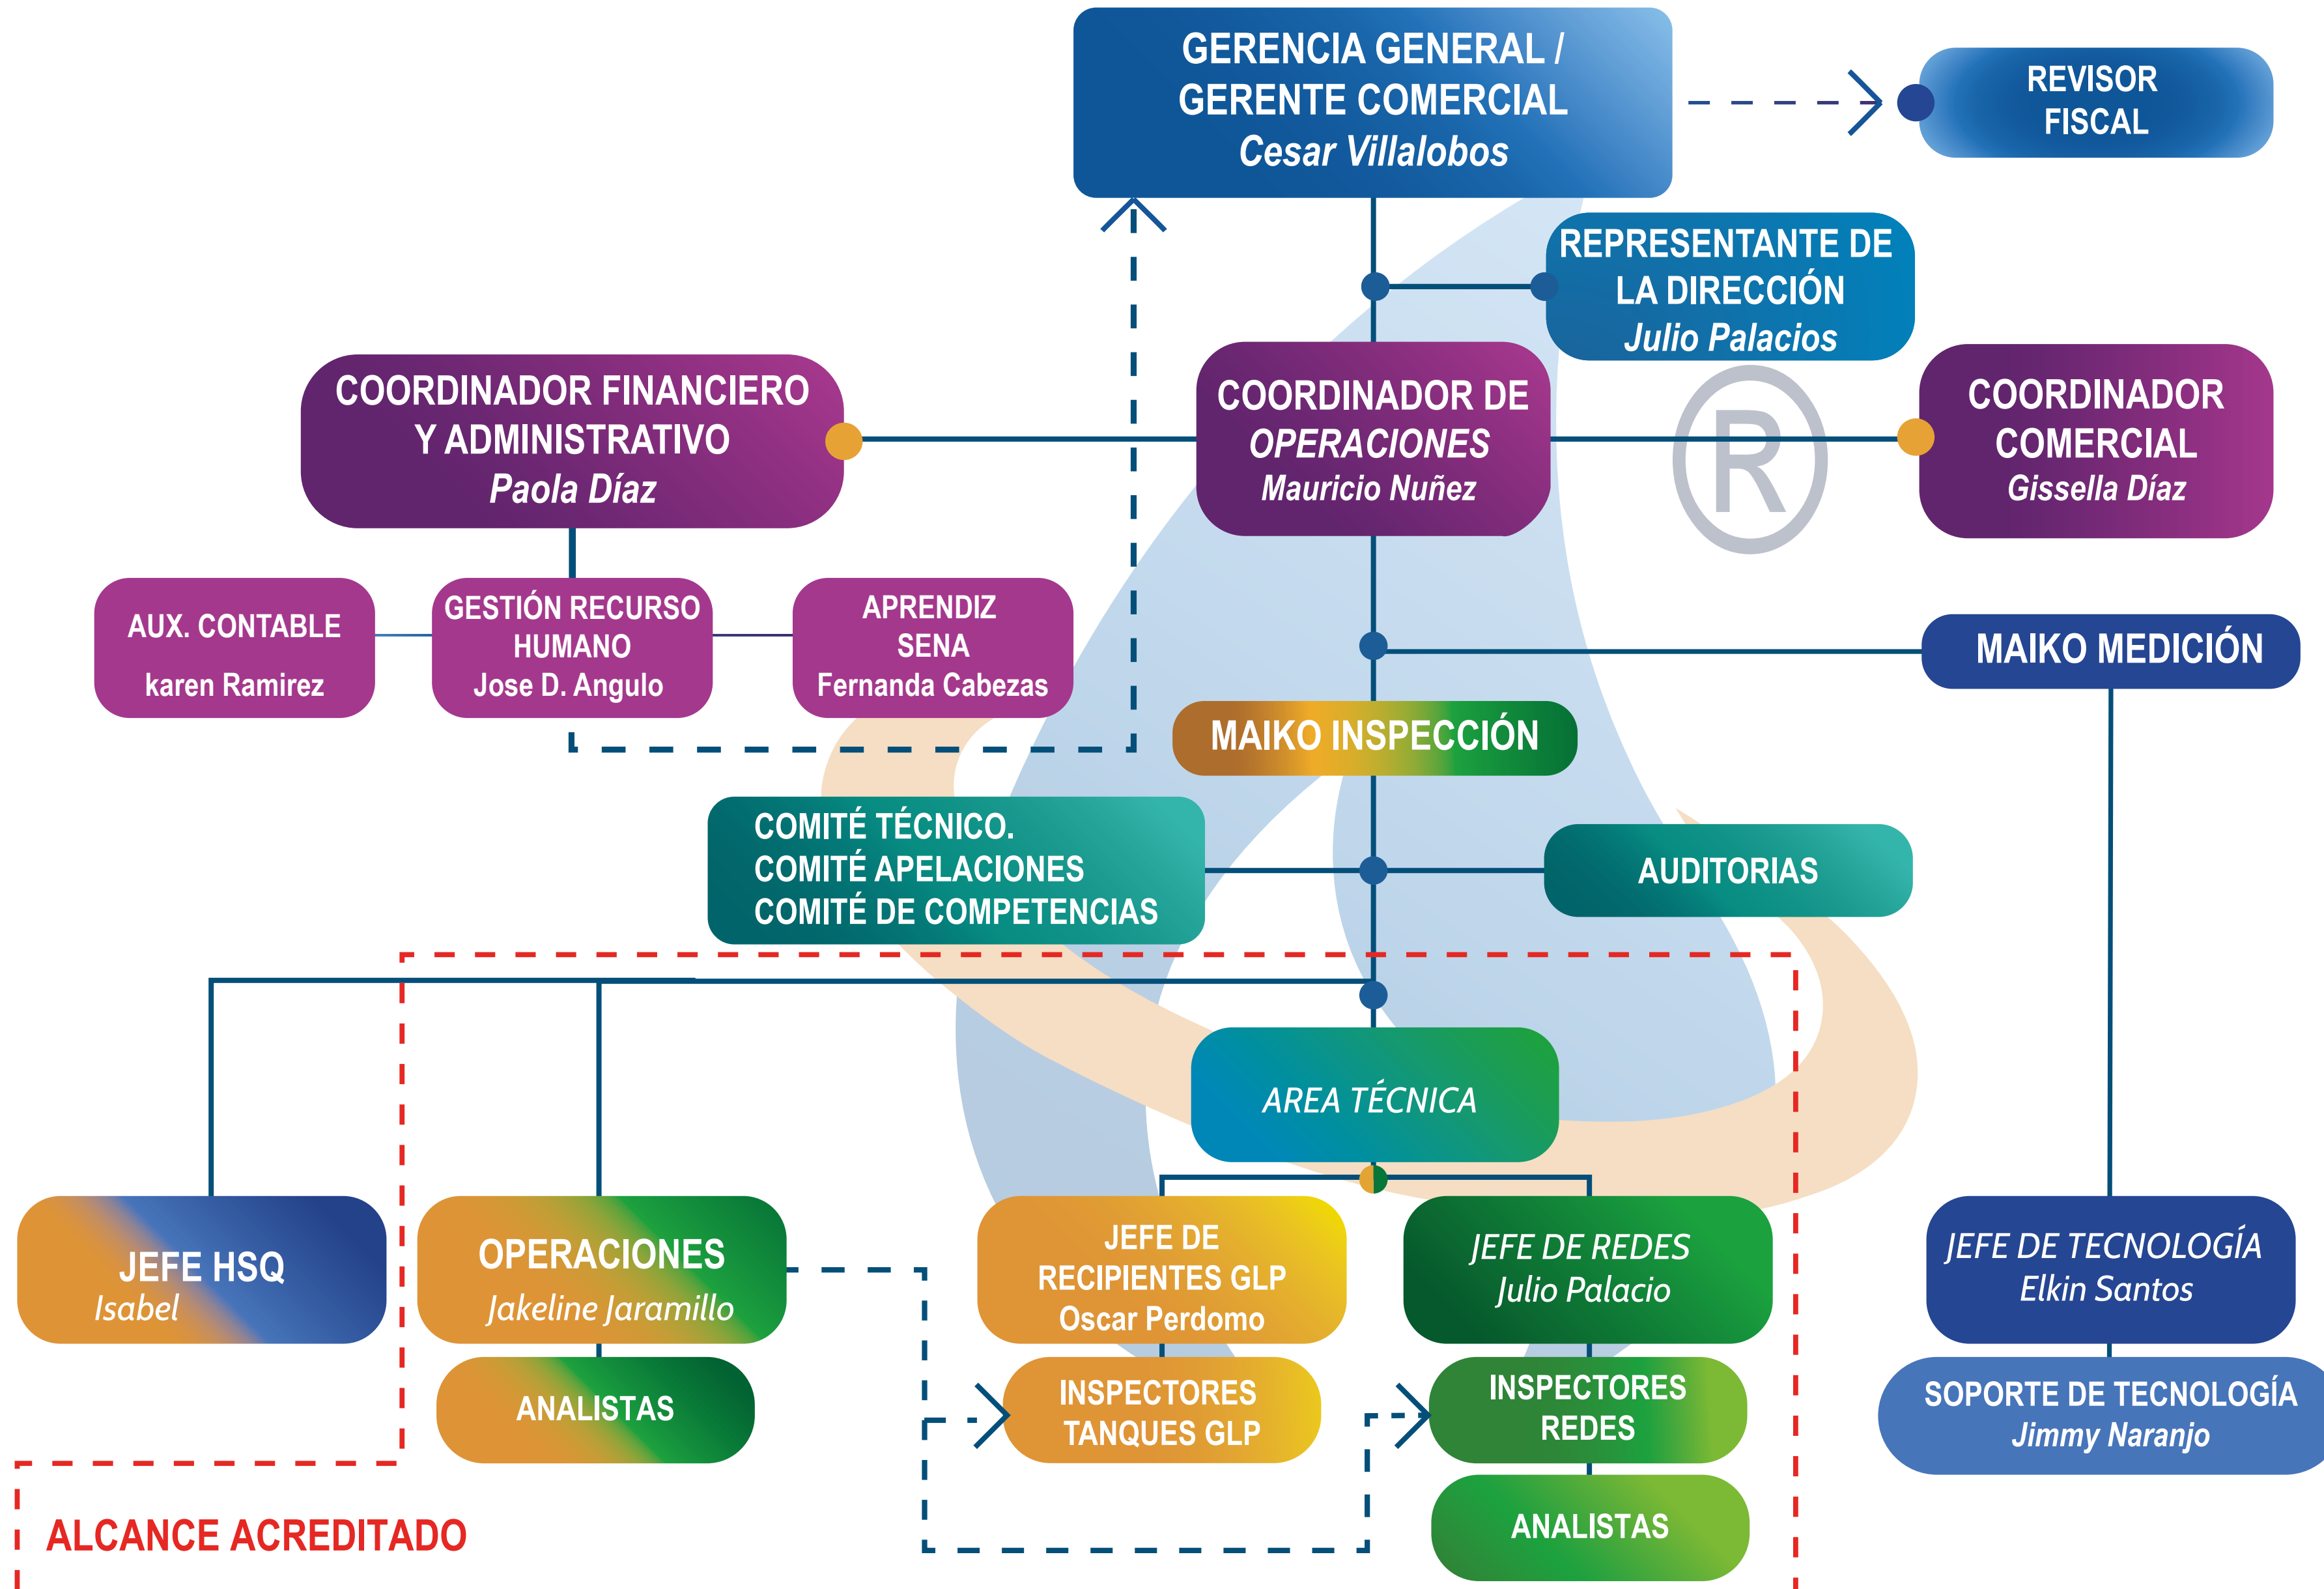 GERENCIA GENERAL /
GERENTE COMERCIAL
Cesar Villalobos
REVISOR
FISCAL
REPRESENTANTE DE
LA DIRECCIÓN
Julio Palacios
COORDINADOR FINANCIERO
Y ADMINISTRATIVO
Paola Díaz
COORDINADOR DE
OPERACIONES
Mauricio Nuñez
®
COORDINADOR
COMERCIAL
Gissella Díaz
AUX. CONTABLE
karen Ramirez
GESTIÓN RECURSO
HUMANO
Jose D. Angulo
APRENDIZ
SENA
Fernanda Cabezas
MAIKO MEDICIÓN
MAIKO INSPECCIÓN
COMITÉ TÉCNICO.
COMITÉ APELACIONES
COMITÉ DE COMPETENCIAS
AUDITORIAS
AREA TÉCNICA
JEFE HSQ
Isabel
OPERACIONES
Jakeline Jaramillo
JEFE DE
RECIPIENTES GLP
Oscar Perdomo
JEFE DE REDES
Julio Palacio
JEFE DE TECNOLOGÍA
Elkin Santos
ANALISTAS
INSPECTORES
TANQUES GLP
INSPECTORES
REDES
SOPORTE DE TECNOLOGÍA
Jimmy Naranjo
ANALISTAS
ALCANCE ACREDITADO